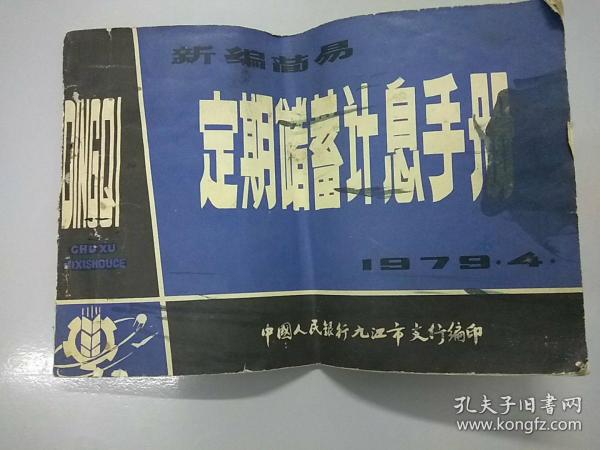 新编简易
定期储蓄计息手册
1979·4·
DINGQI
CHUXU
JIXISHOUCE
中國人民银行九江市支行编印
孔夫子旧书网
www.kongfz.com